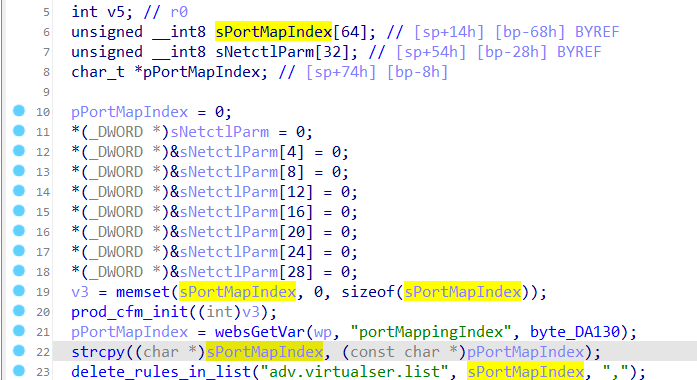 5 int v5; // r0
6 unsigned __int8 sPortMapIndex[64]; // [sp+14h] [bp-68h] BYREF
7 unsigned __int8 sNetctlParm[32]; // [sp+54h] [bp-28h] BYREF
8 char_t *pPortMapIndex; // [sp+74h] [bp-8h]
9
10 pPortMapIndex = 0;
11 *(_DWORD *)sNetctlParm = 0;
12 *(_DWORD *)&sNetctlParm[4] = 0;
13 *(_DWORD *)&sNetctlParm[8] = 0;
14 *(_DWORD *)&sNetctlParm[12] = 0;
15 *(_DWORD *)&sNetctlParm[16] = 0;
16 *(_DWORD *)&sNetctlParm[20] = 0;
17 *(_DWORD *)&sNetctlParm[24] = 0;
18 *(_DWORD *)&sNetctlParm[28] = 0;
19 v3 = memset(sPortMapIndex, 0, sizeof(sPortMapIndex));
20 prod_cfm_init((int)v3);
21 pPortMapIndex = websGetVar(wp, "portMappingIndex", byte_DA130);
22 strcpy((char *)sPortMapIndex, (const char *)pPortMapIndex);
23 delete_rules_in_list("adv.virtualser.list", sPortMapIndex, ",");